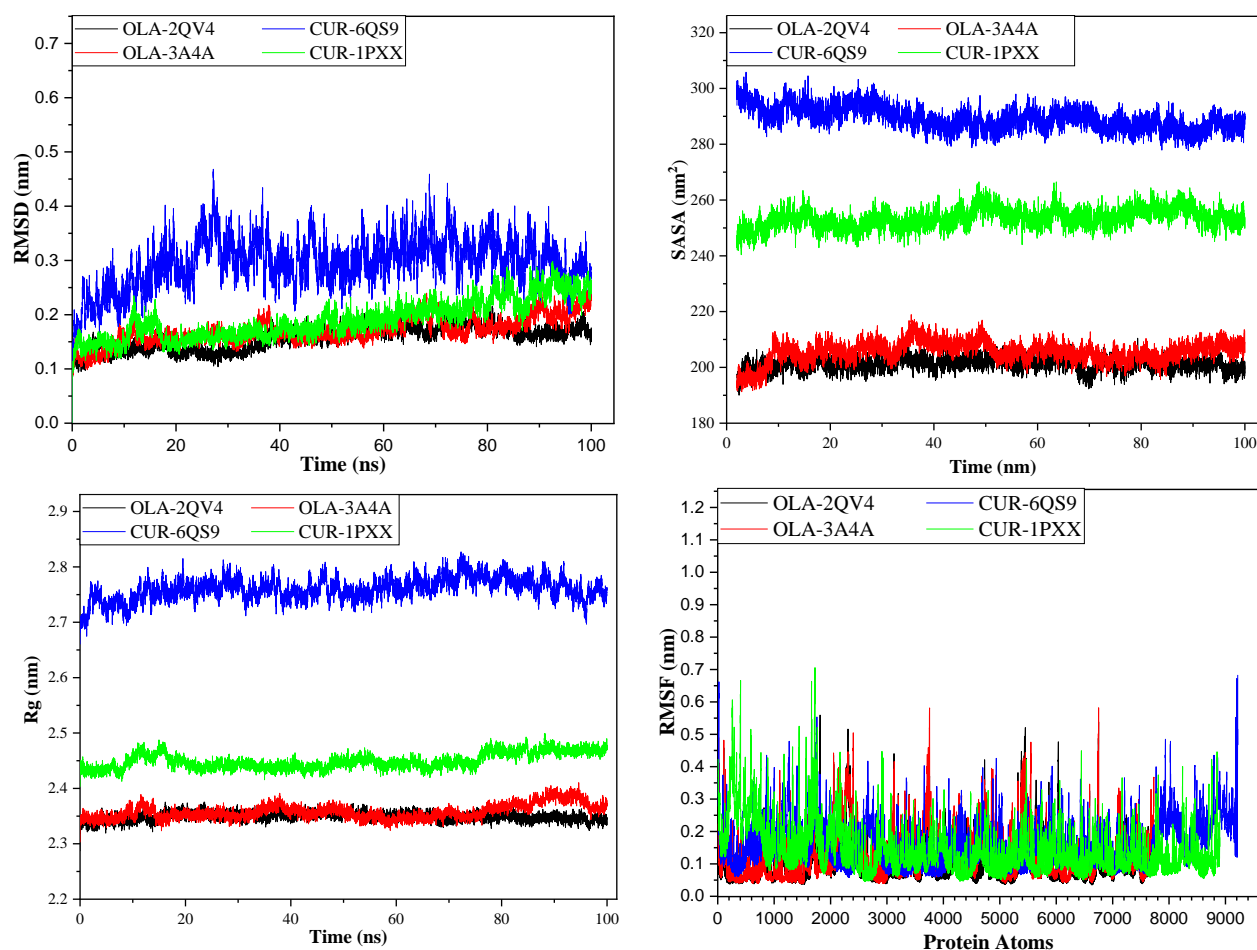 OLA-2QV4 CUR-6QS9
OLA-3A4A CUR-1PXX
0.7
0.6
0.5
0.4
0.3
0.2
0.1
0.0
RMSD (nm)
0 20 40 60 80 100
Time (ns)
OLA-2QV4 OLA-3A4A
CUR-6QS9 CUR-1PXX
320
300
280
260
240
220
200
180
SASA (nm²)
0 20 40 60 80 100
Time (nm)
OLA-2QV4 OLA-3A4A
CUR-6QS9 CUR-1PXX
2.9
2.8
2.7
2.6
2.5
2.4
2.3
2.2
Rg (nm)
0 20 40 60 80 100
Time (ns)
OLA-2QV4 CUR-6QS9
OLA-3A4A CUR-1PXX
1.2
1.1
1.0
0.9
0.8
0.7
0.6
0.5
0.4
0.3
0.2
0.1
0.0
RMSF (nm)
0 1000 2000 3000 4000 5000 6000 7000 8000 9000
Protein Atoms